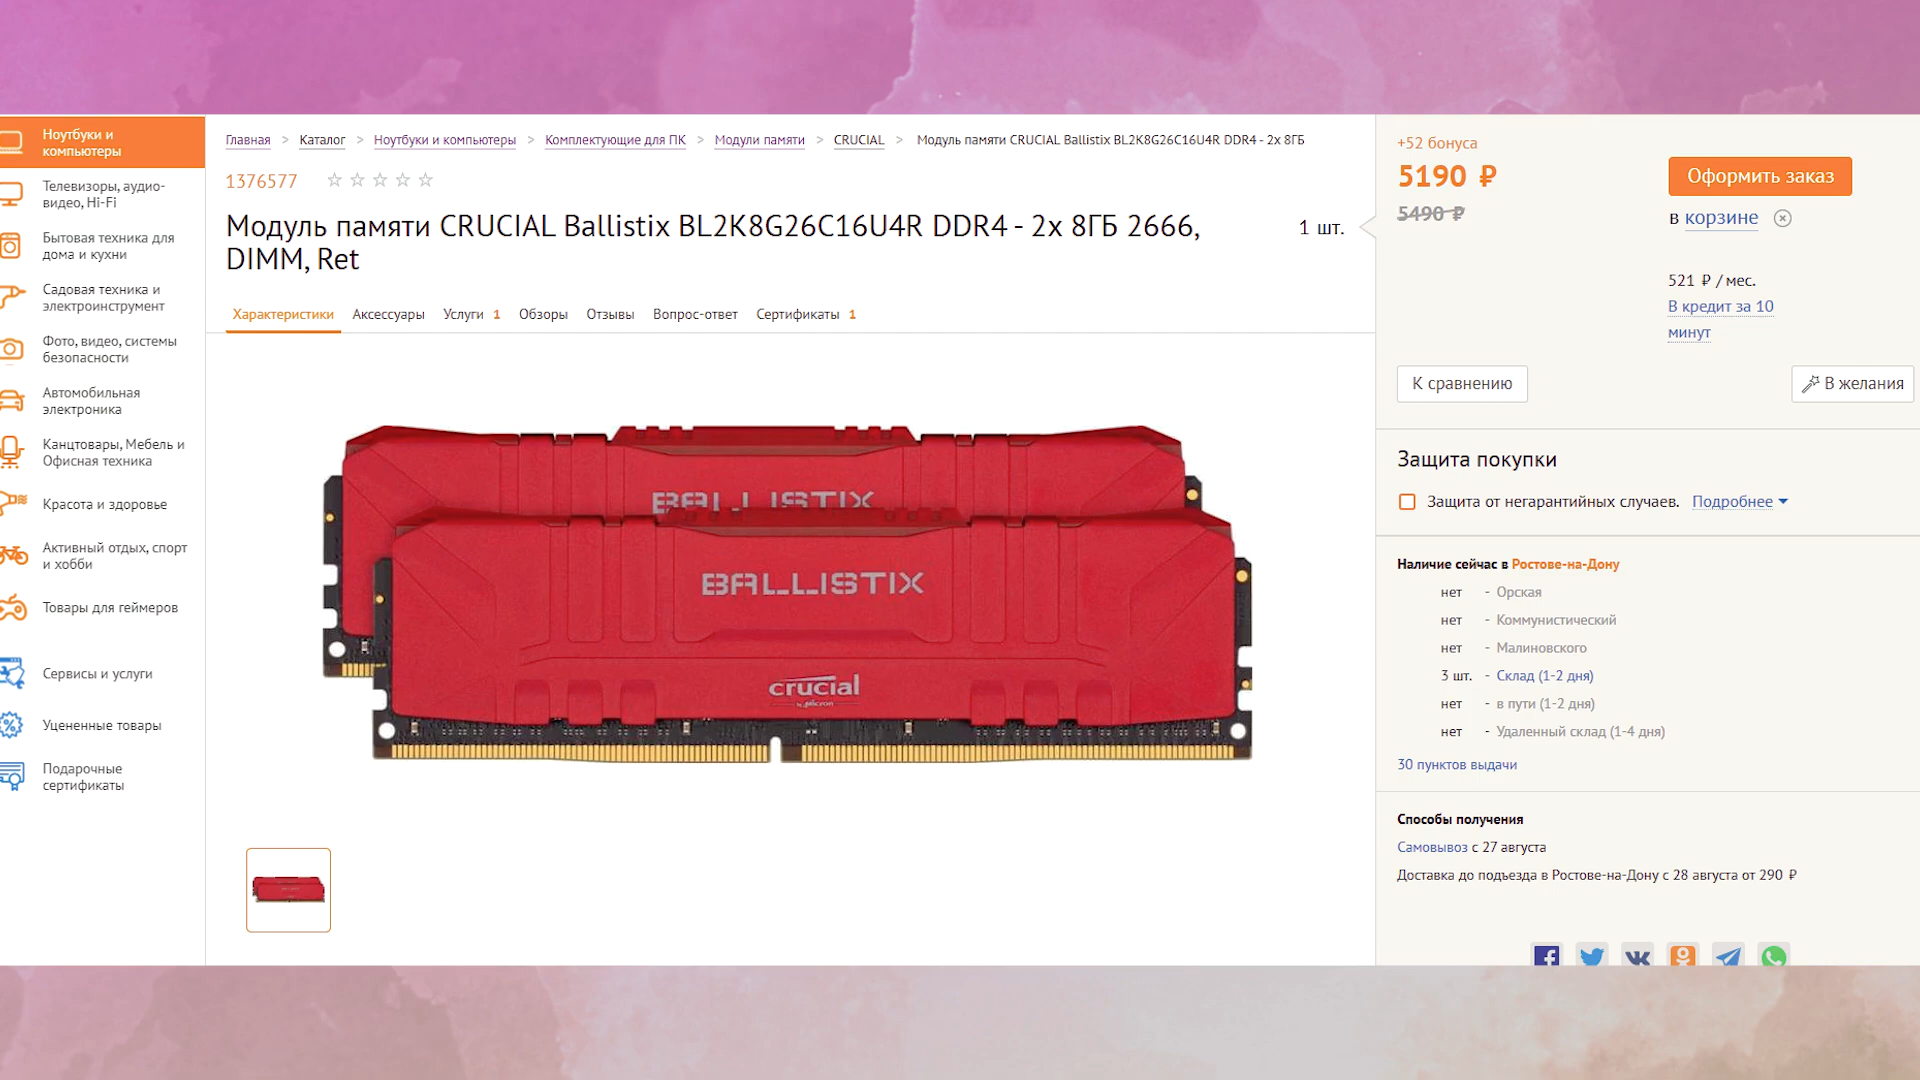 Ноутбуки и
компьютеры
Телевизоры, аудио-
видео, Hi-Fi
Бытовая техника для
дома и кухни
Садовая техника и
электроинструмент
Фото, видео, системы
безопасности
Автомобильная
электроника
Канцтовары, Мебель и
Офисная техника
Красота и здоровье
Активный отдых, спорт
и хобби
Товары для геймеров
Сервисы и услуги
Уцененные товары
Подарочные
сертификаты
Главная > Каталог > Ноутбуки и компьютеры > Комплектующие для ПК > Модули памяти > CRUCIAL > Модуль памяти CRUCIAL Ballistix BL2K8G26C16U4R DDR4 - 2x 8ГБ
1376577
Модуль памяти CRUCIAL Ballistix BL2K8G26C16U4R DDR4 - 2x 8ГБ 2666,
DIMM, Ret
1 шт.
Характеристики Аксессуары Услуги 1 Обзоры Отзывы Вопрос-ответ Сертификаты 1
BALLISTIX
BALLISTIX
crucial
by Micron
+52 бонуса
5190 ₽
5490 ₽
Оформить заказ
в корзине
521 ₽ / мес.
В кредит за 10
минут
К сравнению
В желания
Защита покупки
Защита от негарантийных случаев. Подробнее
Наличие сейчас в Ростове-на-Дону
нет - Орская
нет - Коммунистический
нет - Малиновского
3 шт. - Склад (1-2 дня)
нет - в пути (1-2 дня)
нет - Удаленный склад (1-4 дня)
30 пунктов выдачи
Способы получения
Самовывоз с 27 августа
Доставка до подъезда в Ростове-на-Дону с 28 августа от 290 ₽